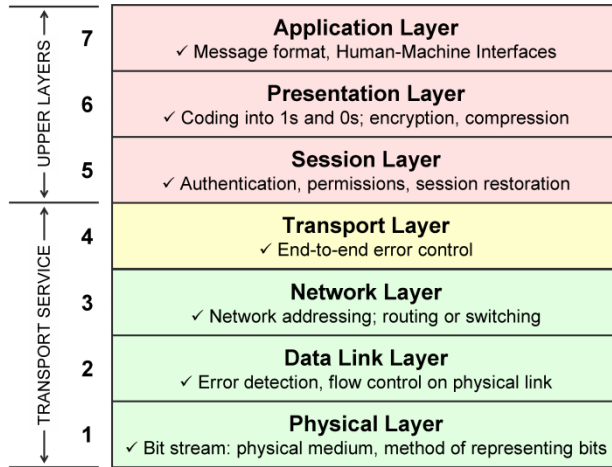 UPPER LAYERS
7
Application Layer
✓ Message format, Human-Machine Interfaces
6
Presentation Layer
✓ Coding into 1s and 0s; encryption, compression
5
Session Layer
✓ Authentication, permissions, session restoration
TRANSPORT SERVICE
4
Transport Layer
✓ End-to-end error control
3
Network Layer
✓ Network addressing; routing or switching
2
Data Link Layer
✓ Error detection, flow control on physical link
1
Physical Layer
✓ Bit stream: physical medium, method of representing bits